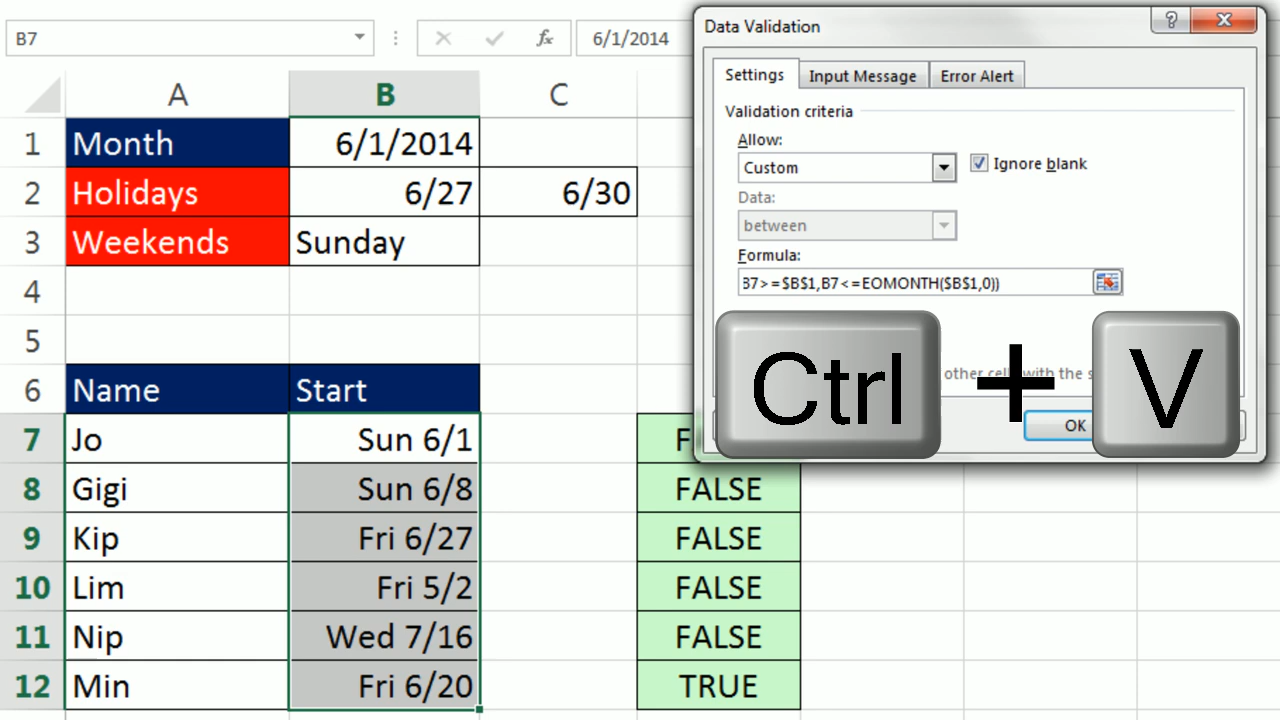 B7
fx
6/1/2014
A
B
C
1
Month
6/1/2014
2
Holidays
6/27
6/30
3
Weekends
Sunday
4
5
6
Name
Start
7
Jo
Sun 6/1
F
8
Gigi
Sun 6/8
FALSE
9
Kip
Fri 6/27
FALSE
10
Lim
Fri 5/2
FALSE
11
Nip
Wed 7/16
FALSE
12
Min
Fri 6/20
TRUE
Data Validation
?
Settings
Input Message
Error Alert
Validation criteria
Allow:
Custom
Ignore blank
Data:
between
Formula:
B7>=$B$1,B7<=EOMONTH($B$1,0))
other cells with the s
OK
Ctrl + V